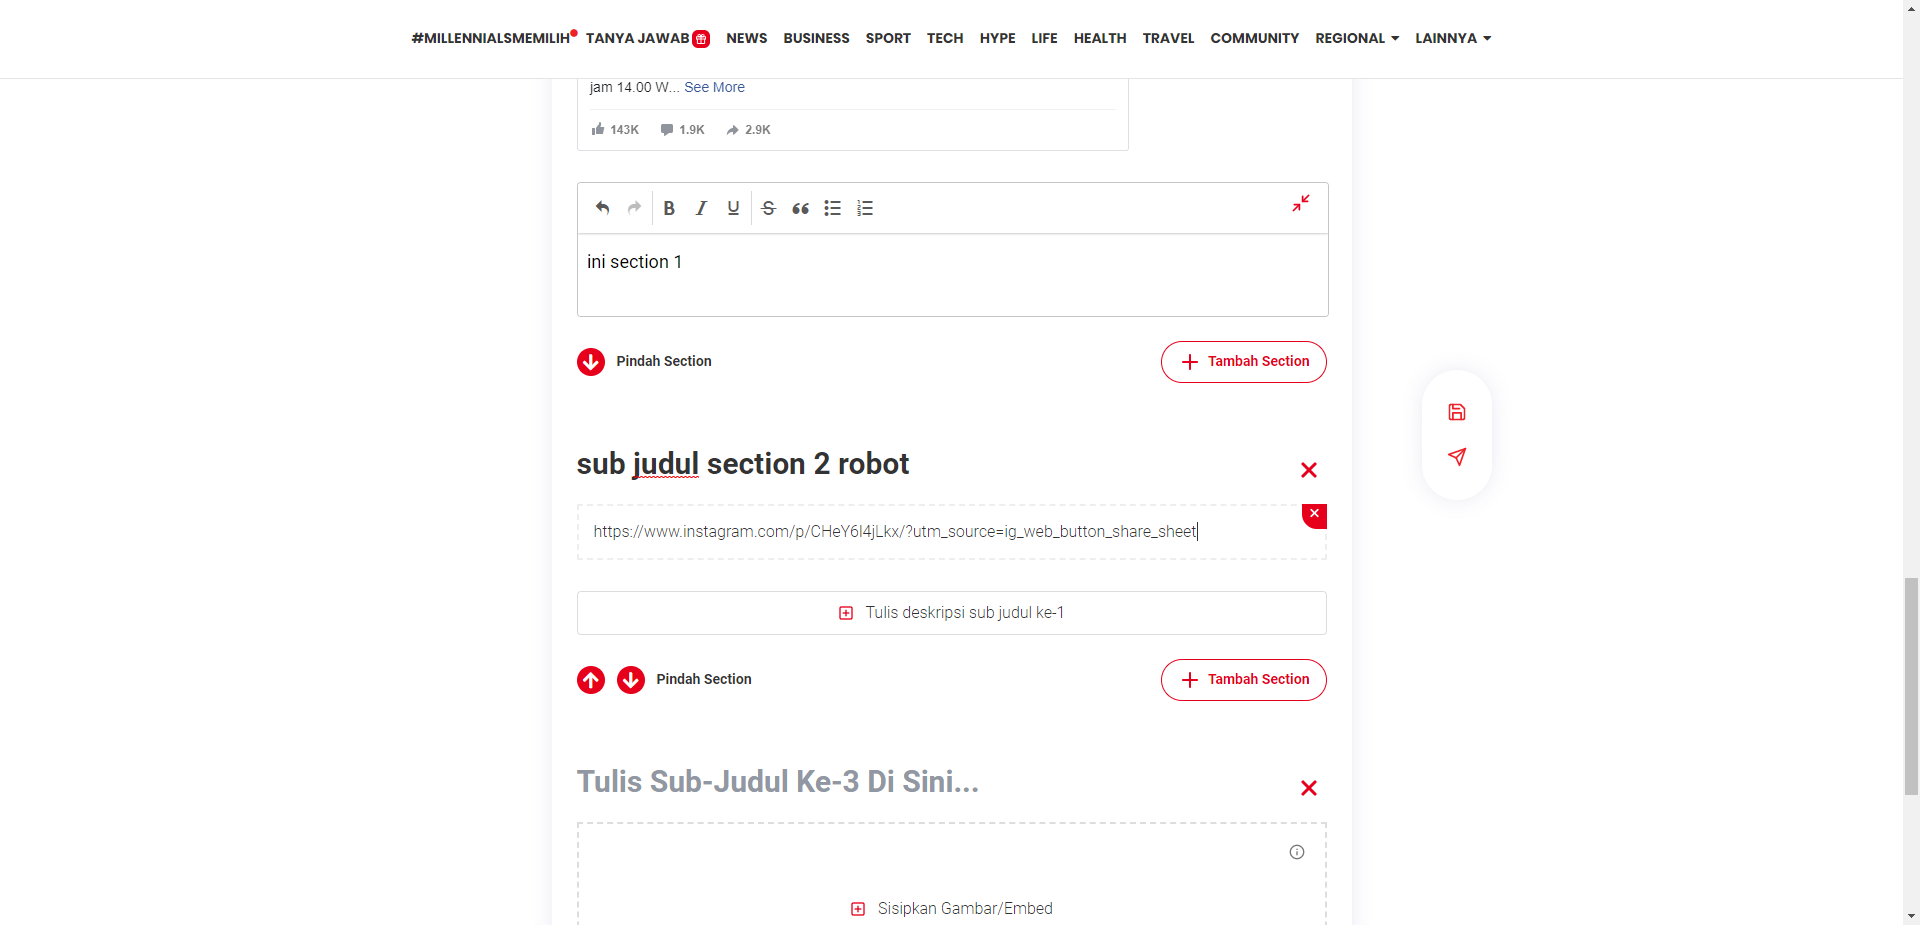 #MILLENNIALSMEMILIH TANYA JAWAB NEWS BUSINESS SPORT TECH HYPE LIFE HEALTH TRAVEL COMMUNITY REGIONAL LAINNYA
jam 14.00 W... See More
143K 1.9K 2.9K
B I U S
ini section 1
Pindah Section Tambah Section
sub judul section 2 robot
https://www.instagram.com/p/CHeY6I4jLkx/?utm_source=ig_web_button_share_sheet
Tulis deskripsi sub judul ke-1
Pindah Section Tambah Section
Tulis Sub-Judul Ke-3 Di Sini...
Sisipkan Gambar/Embed